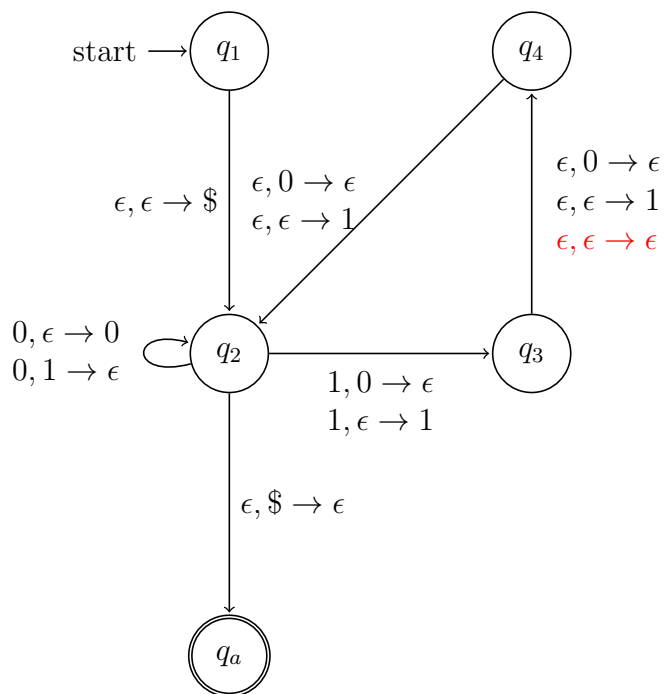 start
q₁
q₄
ϵ, ϵ → $
ϵ, 0 → ϵ
ϵ, ϵ → 1
ϵ, 0 → ϵ
ϵ, ϵ → 1
ϵ, ϵ → ϵ
0, ϵ → 0
0, 1 → ϵ
q₂
q₃
1, 0 → ϵ
1, ϵ → 1
ϵ, $ → ϵ
qₐ